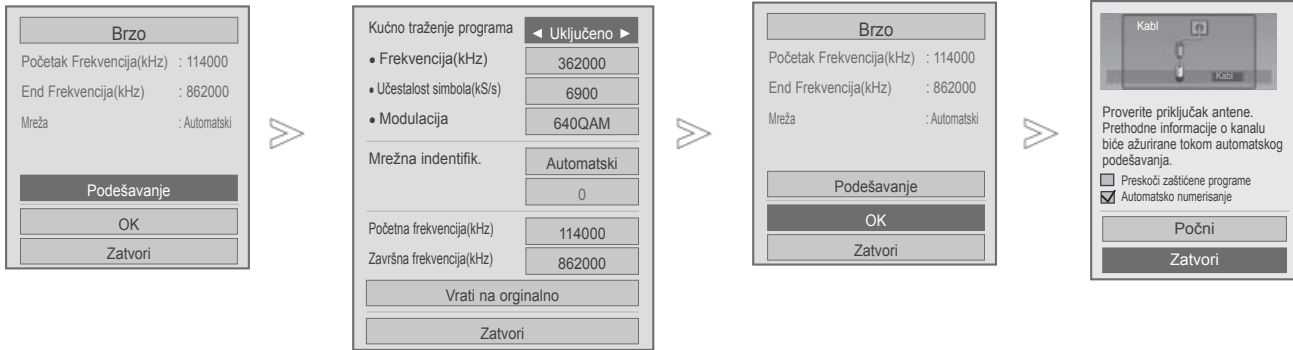 Brzo
Početak Frekvencija(kHz) : 114000
End Frekvencija(kHz) : 862000
Mreža : Automatski
Podešavanje
OK
Zatvori
Kućno traženje programa ◄ Uključeno ►
• Frekvencija(kHz) 362000
• Učestalost simbola(kS/s) 6900
• Modulacija 640QAM
Mrežna indentifik. Automatski
0
Početna frekvencija(kHz) 114000
Završna frekvencija(kHz) 862000
Vrati na orginalno
Zatvori
Brzo
Početak Frekvencija(kHz) : 114000
End Frekvencija(kHz) : 862000
Mreža : Automatski
Podešavanje
OK
Zatvori
Kabl
Kabl
Proverite priključak antene.
Prethodne informacije o kanalu
biće ažurirane tokom automatskog
podešavanja.
Preskoči zaštićene programe
Automatsko numerisanje
Počni
Zatvori